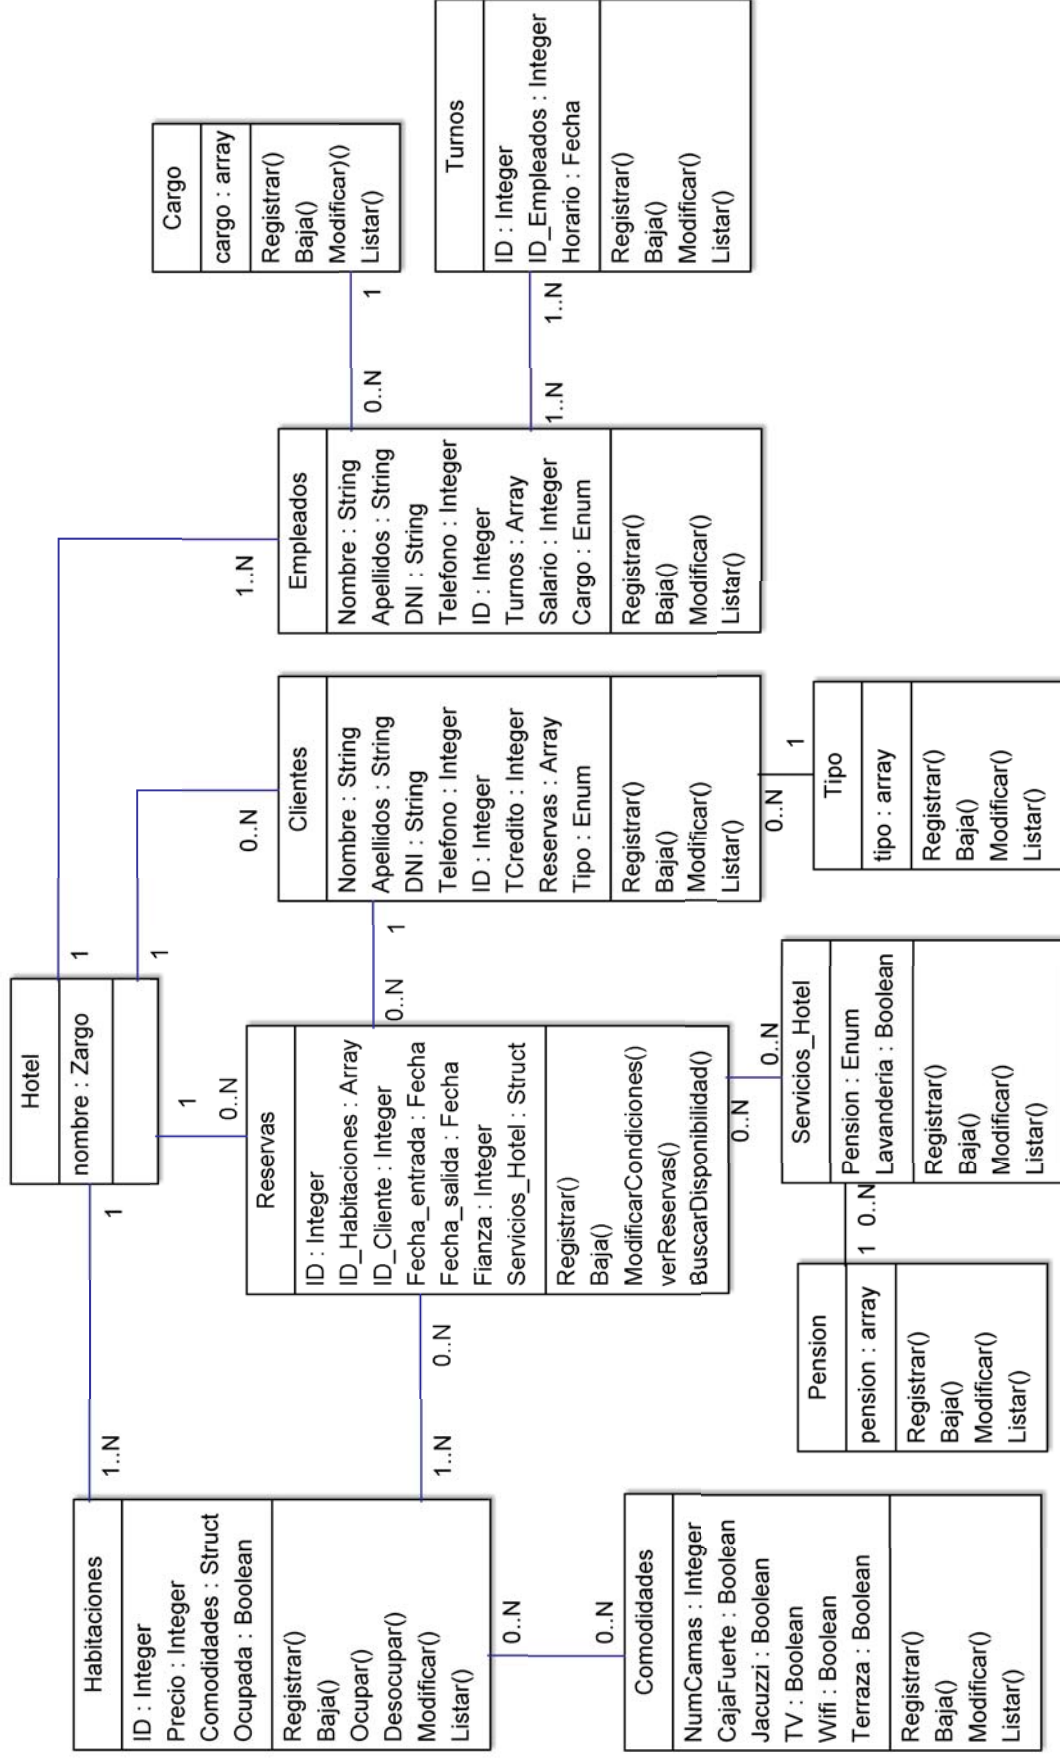 Hotel
nombre : Zargo
1
1..N
1
0..N
1
0..N
1
1..N
Habitaciones
ID : Integer
Precio : Integer
Comodidades : Struct
Ocupada : Boolean
Registrar()
Baja()
Ocupar()
Desocupar()
Modificar()
Listar()
1..N
0..N
Reservas
ID : Integer
ID_Habitaciones : Array
ID_Cliente : Integer
Fecha_entrada : Fecha
Fecha_salida : Fecha
Fianza : Integer
Servicios_Hotel : Struct
Registrar()
Baja()
ModificarCondiciones()
verReservas()
BuscarDisponibilidad()
0..N
1
Clientes
Nombre : String
Apellidos : String
DNI : String
Telefono : Integer
ID : Integer
TCredito : Integer
Reservas : Array
Tipo : Enum
Registrar()
Baja()
Modificar()
Listar()
Empleados
Nombre : String
Apellidos : String
DNI : String
Telefono : Integer
ID : Integer
Turnos : Array
Salario : Integer
Cargo : Enum
Registrar()
Baja()
Modificar()
Listar()
0..N
1
Cargo
cargo : array
Registrar()
Baja()
Modificar)()
Listar()
1..N
1..N
Turnos
ID : Integer
ID_Empleados : Integer
Horario : Fecha
Registrar()
Baja()
Modificar()
Listar()
0..N
0..N
Comodidades
NumCamas : Integer
CajaFuerte : Boolean
Jacuzzi : Boolean
TV : Boolean
Wifi : Boolean
Terraza : Boolean
Registrar()
Baja()
Modificar()
Listar()
Pension
pension : array
Registrar()
Baja()
Modificar()
Listar()
1
0..N
0..N
0..N
Servicios_Hotel
Pension : Enum
Lavanderia : Boolean
Registrar()
Baja()
Modificar()
Listar()
0..N
1
Tipo
tipo : array
Registrar()
Baja()
Modificar()
Listar()